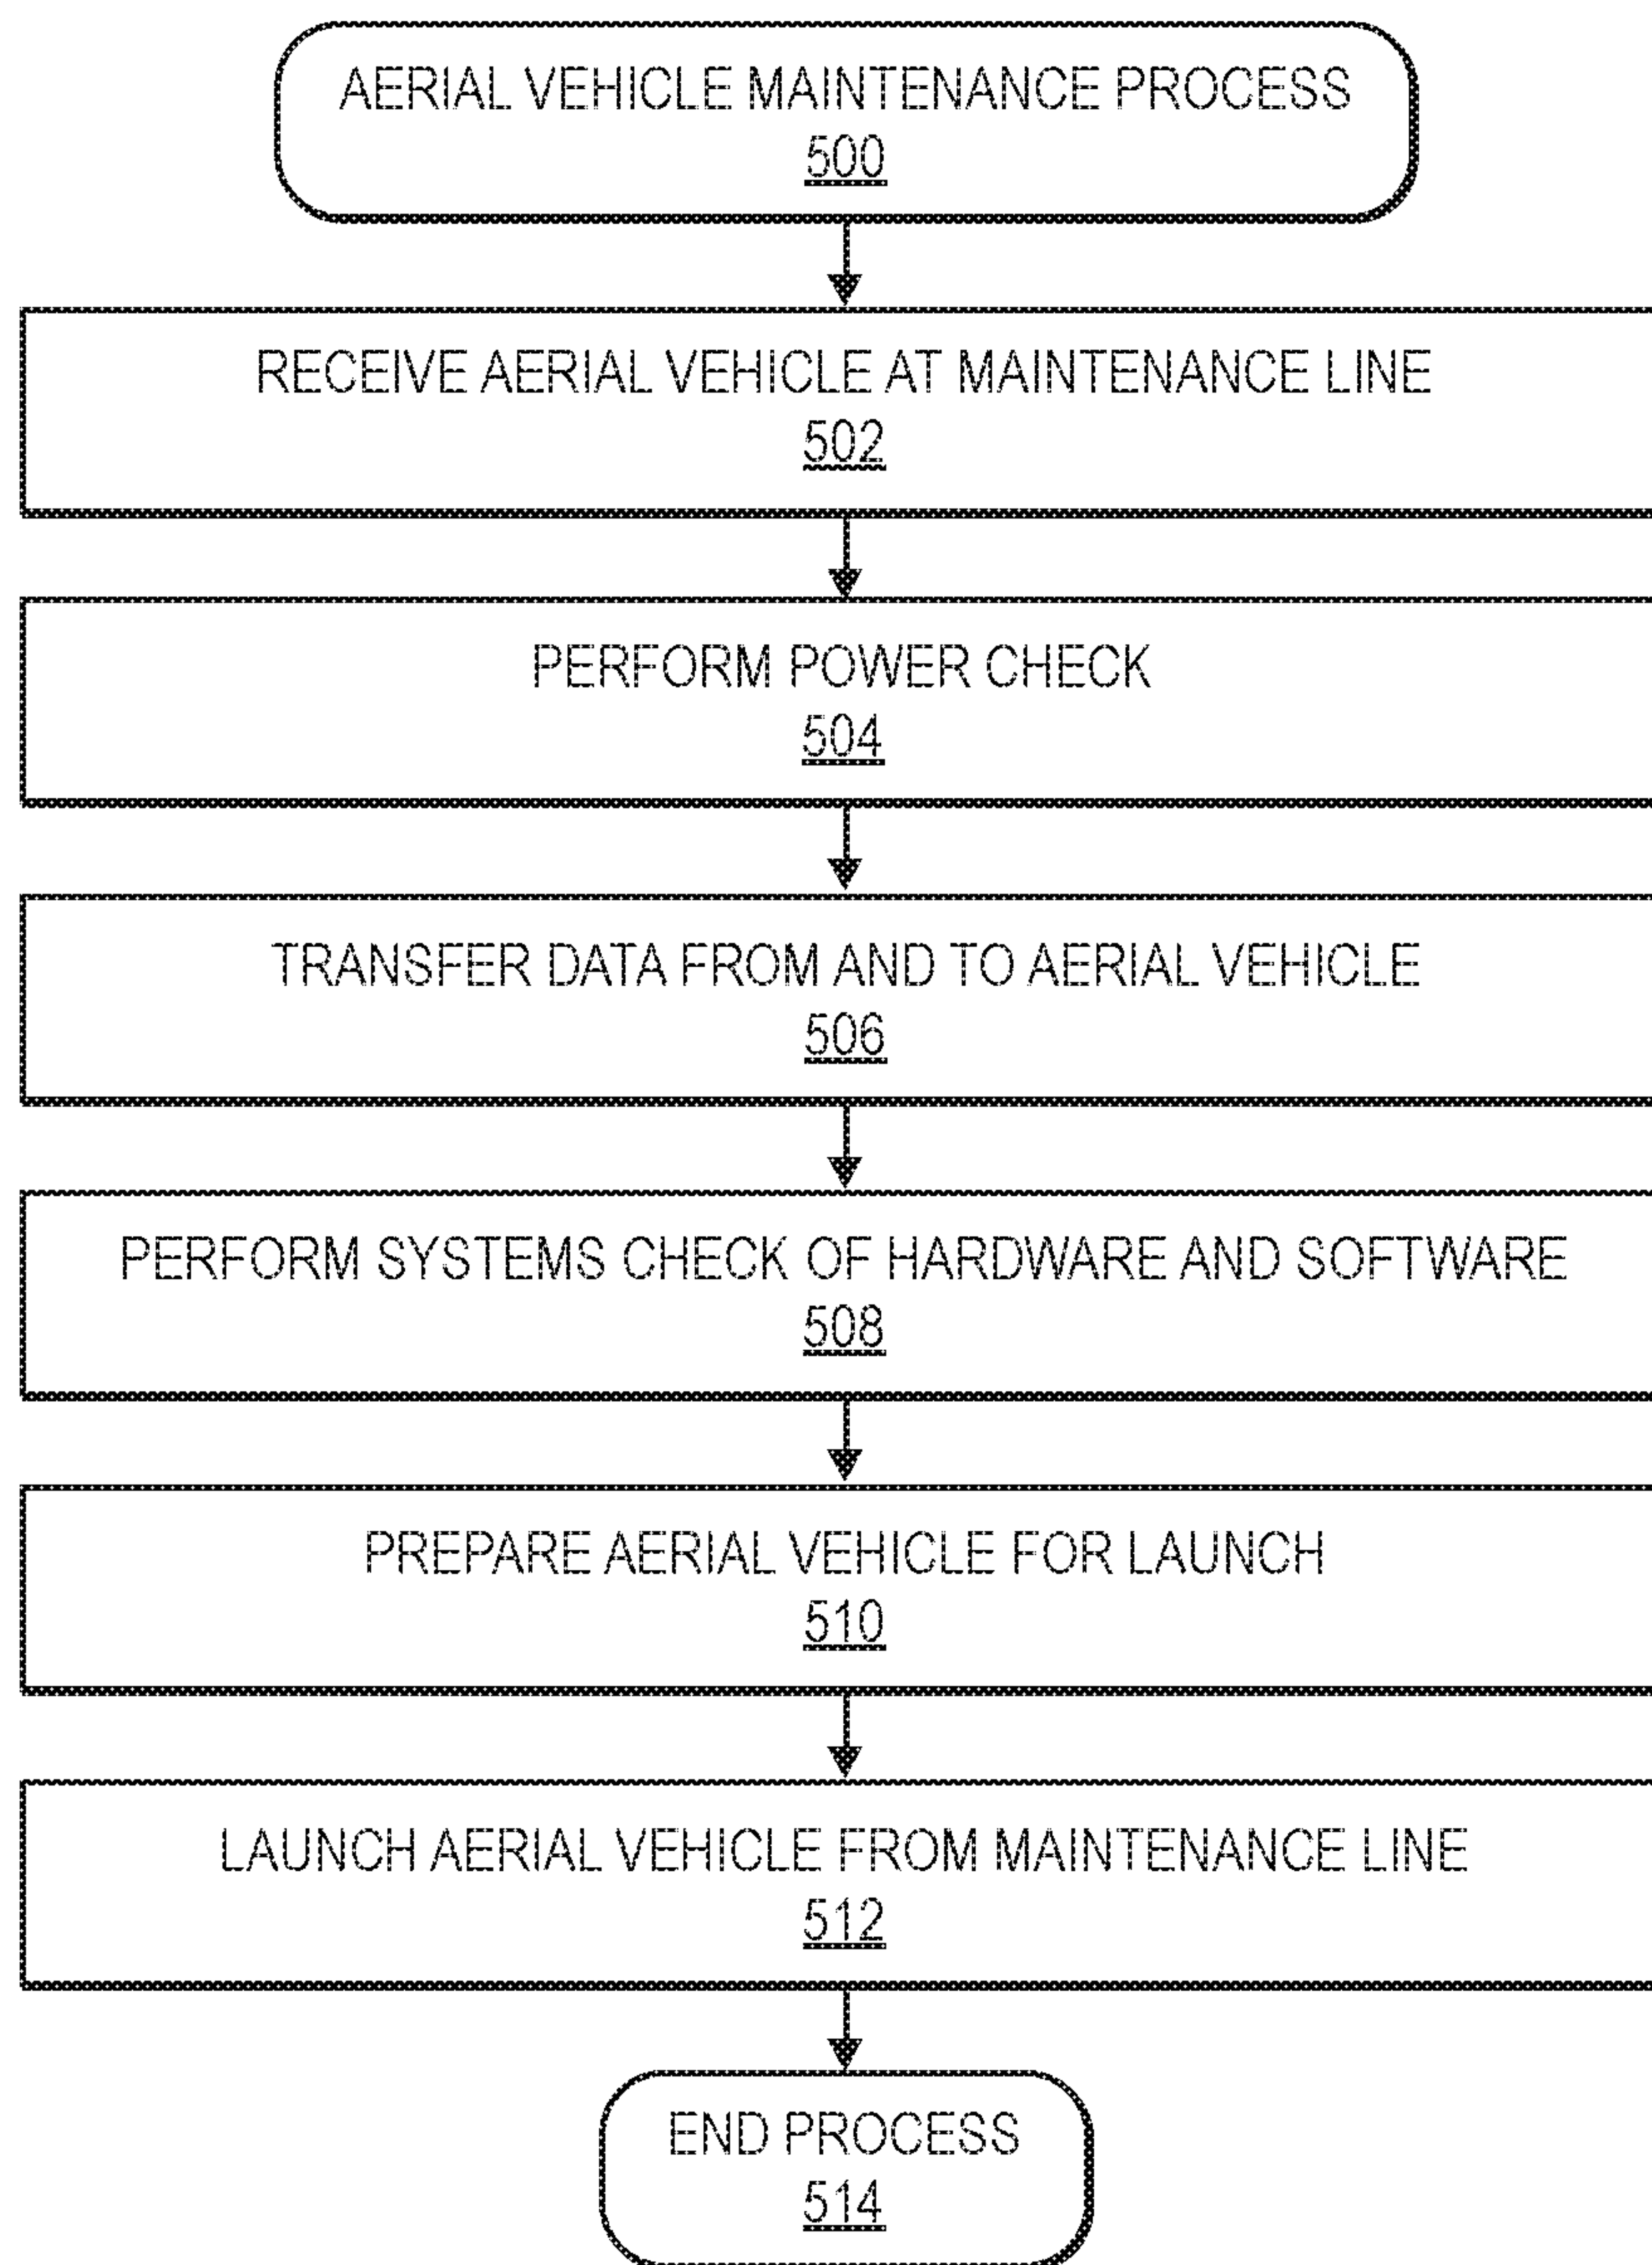 AERIAL VEHICLE MAINTENANCE PROCESS
500
RECEIVE AERIAL VEHICLE AT MAINTENANCE LINE
502
PERFORM POWER CHECK
504
TRANSFER DATA FROM AND TO AERIAL VEHICLE
506
PERFORM SYSTEMS CHECK OF HARDWARE AND SOFTWARE
508
PREPARE AERIAL VEHICLE FOR LAUNCH
510
LAUNCH AERIAL VEHICLE FROM MAINTENANCE LINE
512
END PROCESS
514